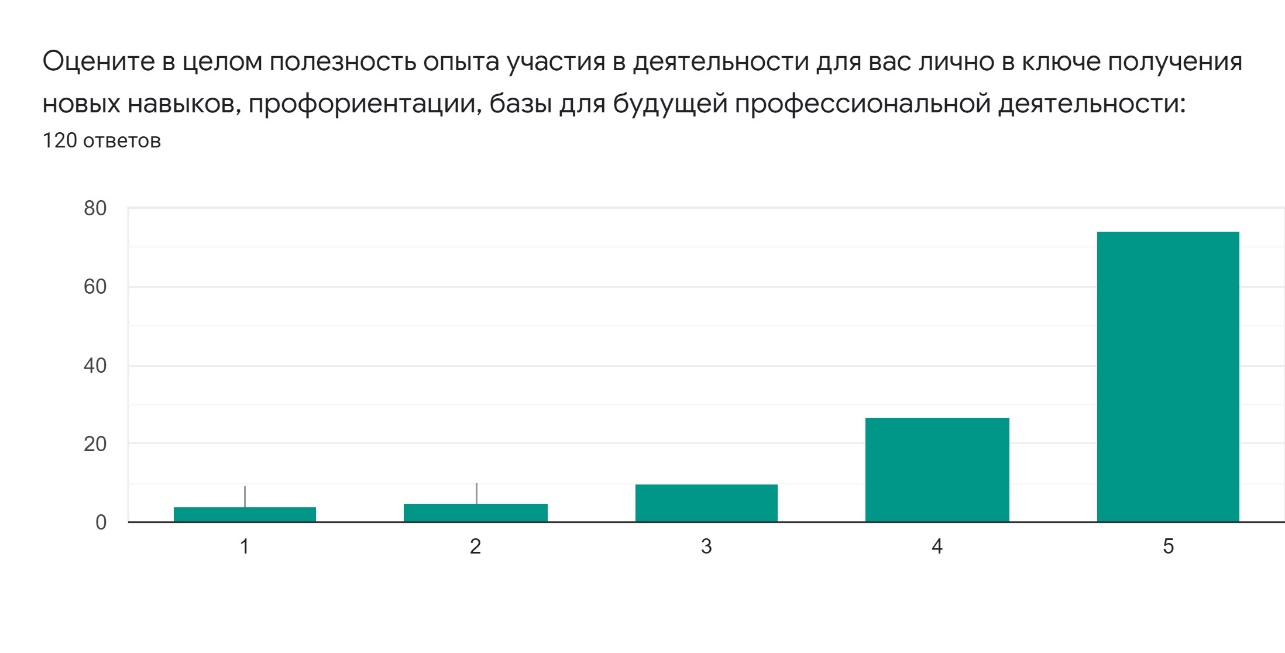 Оцените в целом полезность опыта участия в деятельности для вас лично в ключе получения
новых навыков, профориентации, базы для будущей профессиональной деятельности:
120 ответов
80
60
40
20
0
1 2 3 4 5